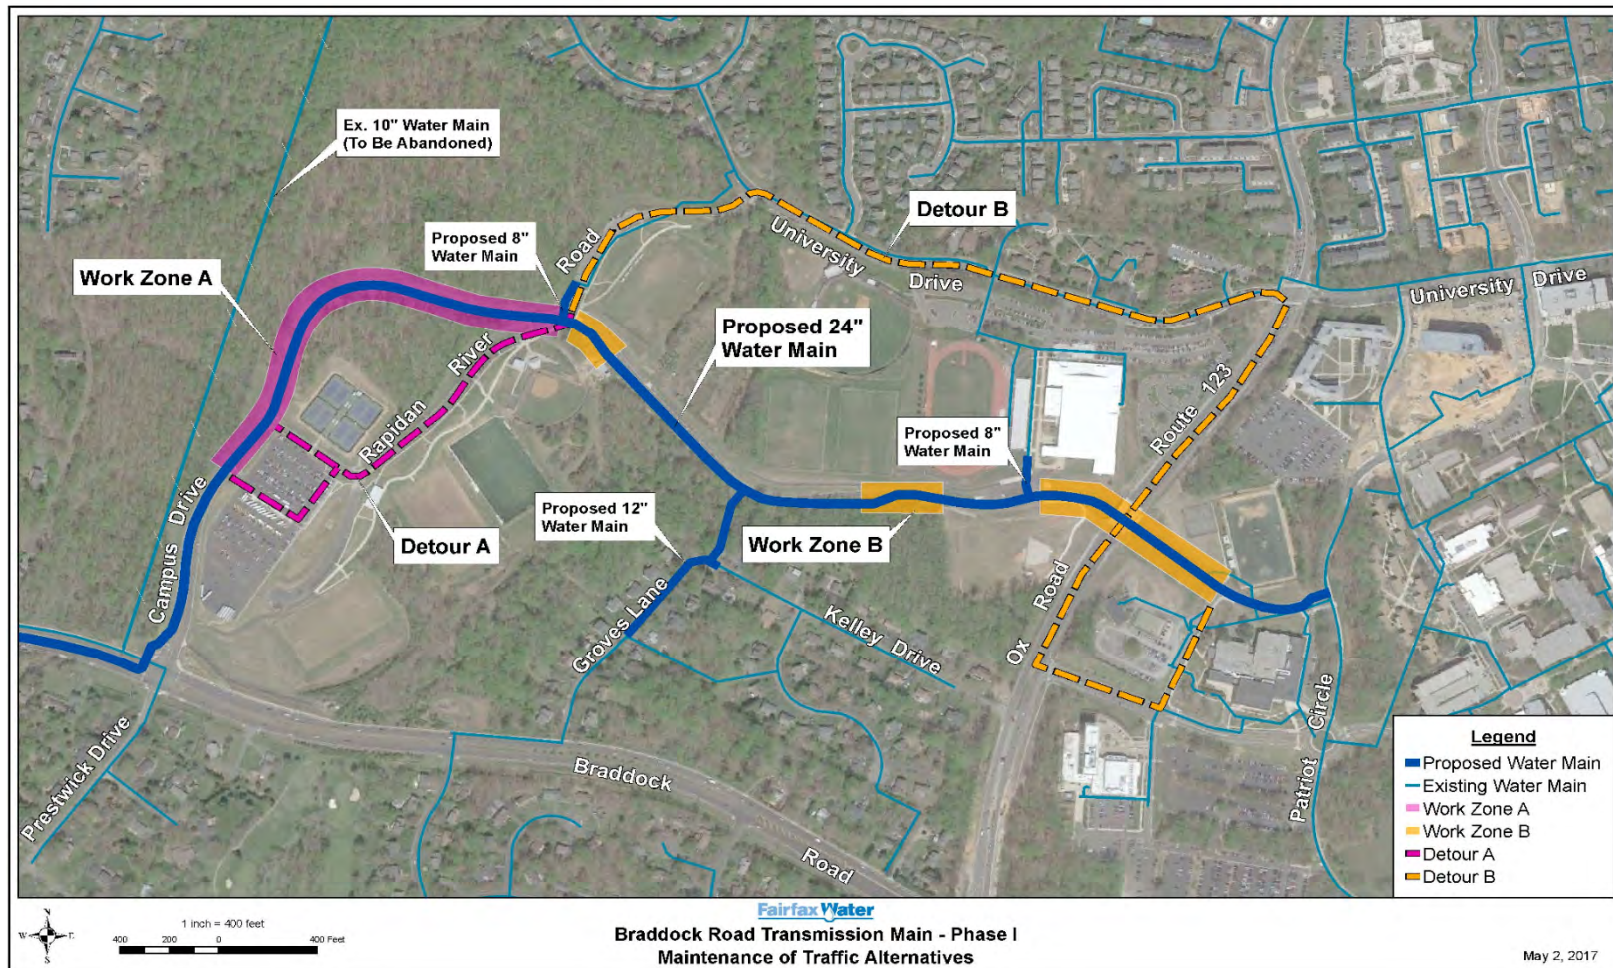 Ex. 10" Water Main
(To Be Abandoned)
Proposed 8"
Water Main
Road
Detour B
Work Zone A
University
Drive
University Drive
Proposed 24"
Water Main
River
Route 123
Rapidan
Proposed 8"
Water Main
Campus Drive
Proposed 12"
Water Main
Detour A
Work Zone B
Ox Road
Groves Lane
Kelley Drive
Patriot Circle
Prestwick Drive
Braddock
Road
Legend
Proposed Water Main
Existing Water Main
Work Zone A
Work Zone B
Detour A
Detour B
N
W
E
S
1 inch = 400 feet
400 200 0 400 Feet
Fairfax Water
Braddock Road Transmission Main - Phase I
Maintenance of Traffic Alternatives
May 2, 2017